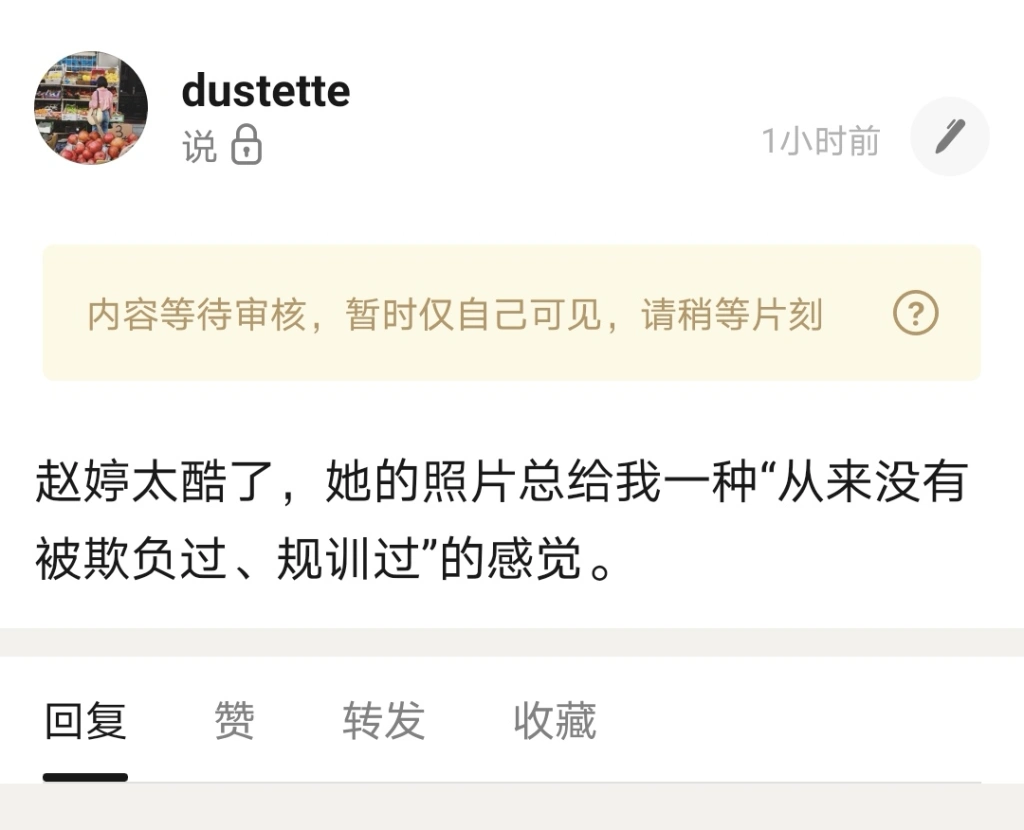 dustette
说
1小时前
内容等待审核，暂时仅自己可见，请稍等片刻
?
赵婷太酷了，她的照片总给我一种“从来没有
被欺负过、规训过”的感觉。
回复 赞 转发 收藏